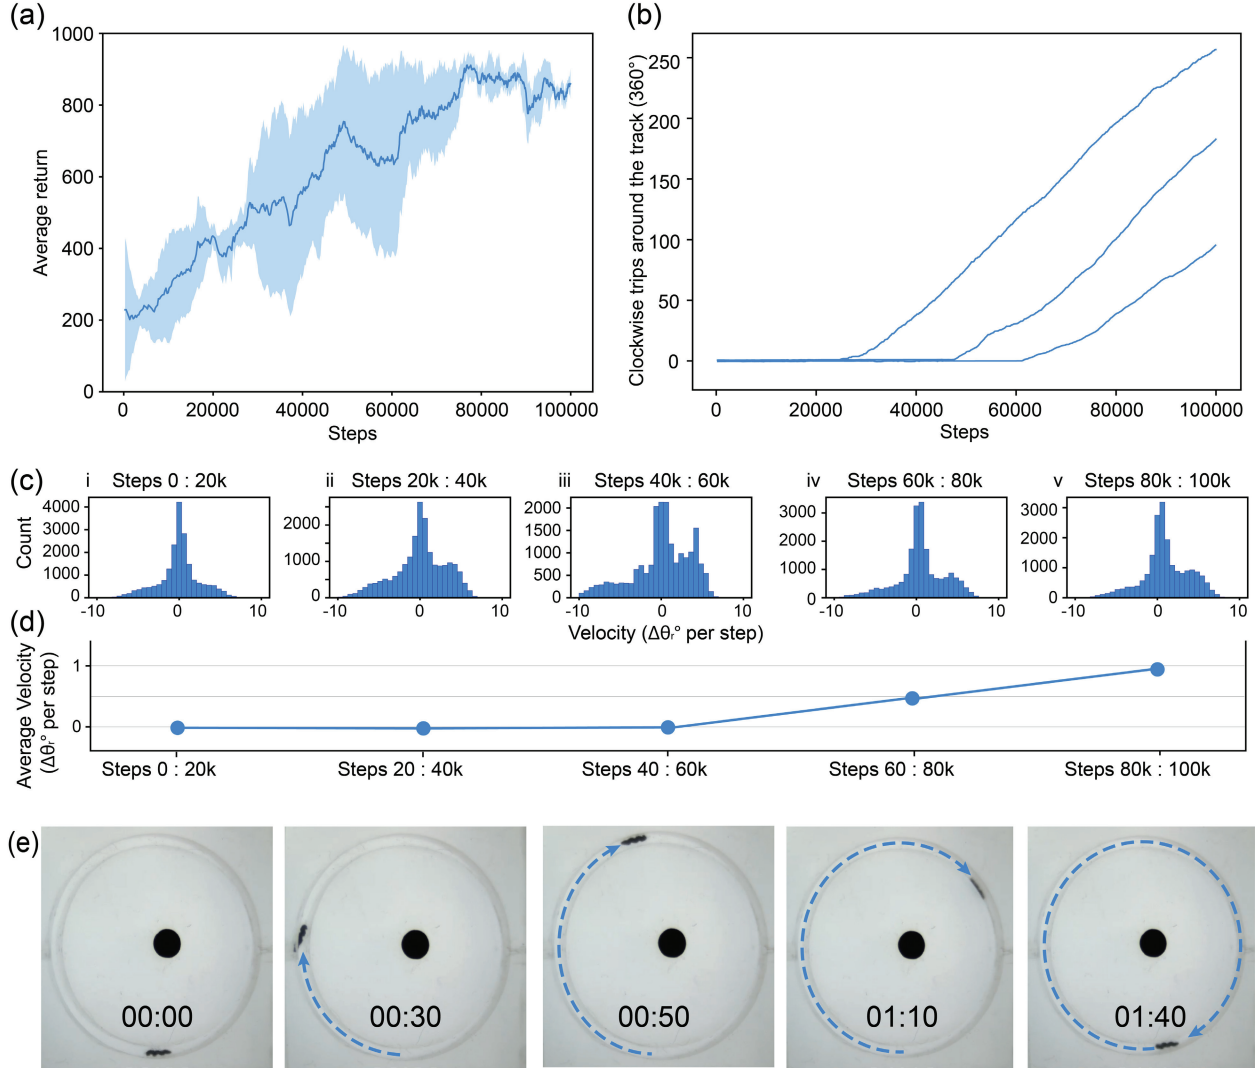 (a)
1000
800
600
400
200
0
Average return
0 20000 40000 60000 80000 100000
Steps
(b)
250
200
150
100
50
0
Clockwise trips around the track (360°)
0 20000 40000 60000 80000 100000
Steps
(c)
i Steps 0 : 20k
4000
3000
2000
1000
0
Count
-10 0 10
ii Steps 20k : 40k
2000
1000
0
-10 0 10
iii Steps 40k : 60k
2000
1500
1000
500
0
-10 0 10
iv Steps 60k : 80k
3000
2000
1000
0
-10 0 10
v Steps 80k : 100k
3000
2000
1000
0
-10 0 10
Velocity (Δθᵣ° per step)
(d)
1
0
Average Velocity
(Δθᵣ° per step)
Steps 0 : 20k
Steps 20 : 40k
Steps 40 : 60k
Steps 60 : 80k
Steps 80k : 100k
(e)
00:00
00:30
00:50
01:10
01:40